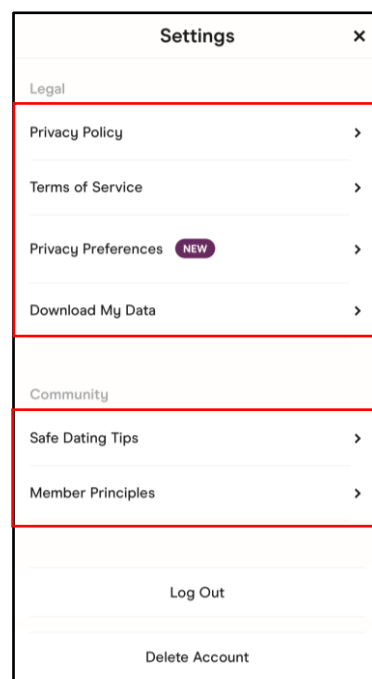 Settings
Legal
Privacy Policy
Terms of Service
Privacy Preferences NEW
Download My Data
Community
Safe Dating Tips
Member Principles
Log Out
Delete Account